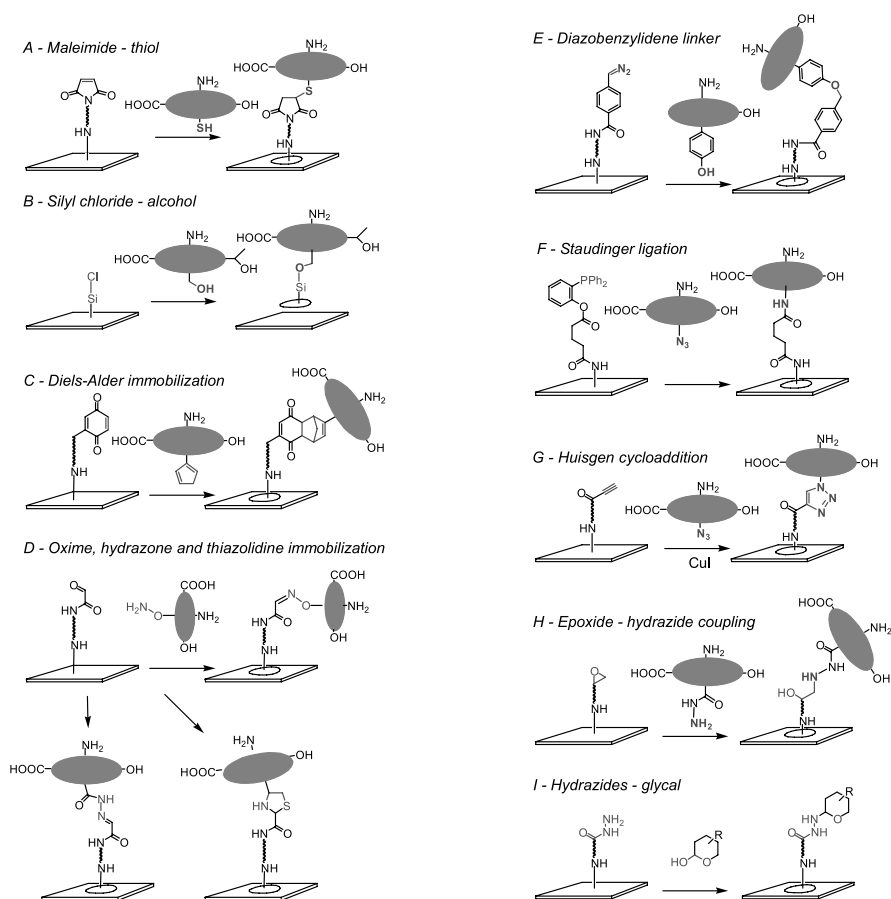 A - Maleimide - thiol
O
N
O
HN
NH2
HOOC
OH
SH
NH2
HOOC
OH
S
O
N
O
HN
B - Silyl chloride - alcohol
Cl
Si
NH2
HOOC
OH
OH
NH2
HOOC
OH
O
Si
C - Diels-Alder immobilization
O
O
NH
NH2
HOOC
OH
HOOC
NH2
OH
O
O
NH
D - Oxime, hydrazone and thiazolidine immobilization
O
HN
O
NH
H2N
O
COOH
NH2
OH
N
O
HN
O
NH
COOH
NH2
OH
NH2
HOOC
OH
O
NH
N
HN
O
NH
H2N
OH
HOOC
HN
S
HN
O
NH
E - Diazobenzylidene linker
N2
O
HN
HN
NH2
OH
OH
OH
H2N
O
HN
O
HN
F - Staudinger ligation
PPh2
O
O
O
NH
NH2
HOOC
OH
N3
NH2
HOOC
OH
HN
O
O
NH
G - Huisgen cycloaddition
O
HN
NH2
HOOC
OH
N3
CuI
NH2
HOOC
OH
N
N
N
O
HN
H - Epoxide - hydrazide coupling
O
NH
NH2
HOOC
OH
O
HN
NH2
HOOC
NH2
OH
O
NH
NH
HO
NH
I - Hydrazides - glycal
NH2
NH
O
HN
R
HO
O
R
O
HN
NH
O
NH